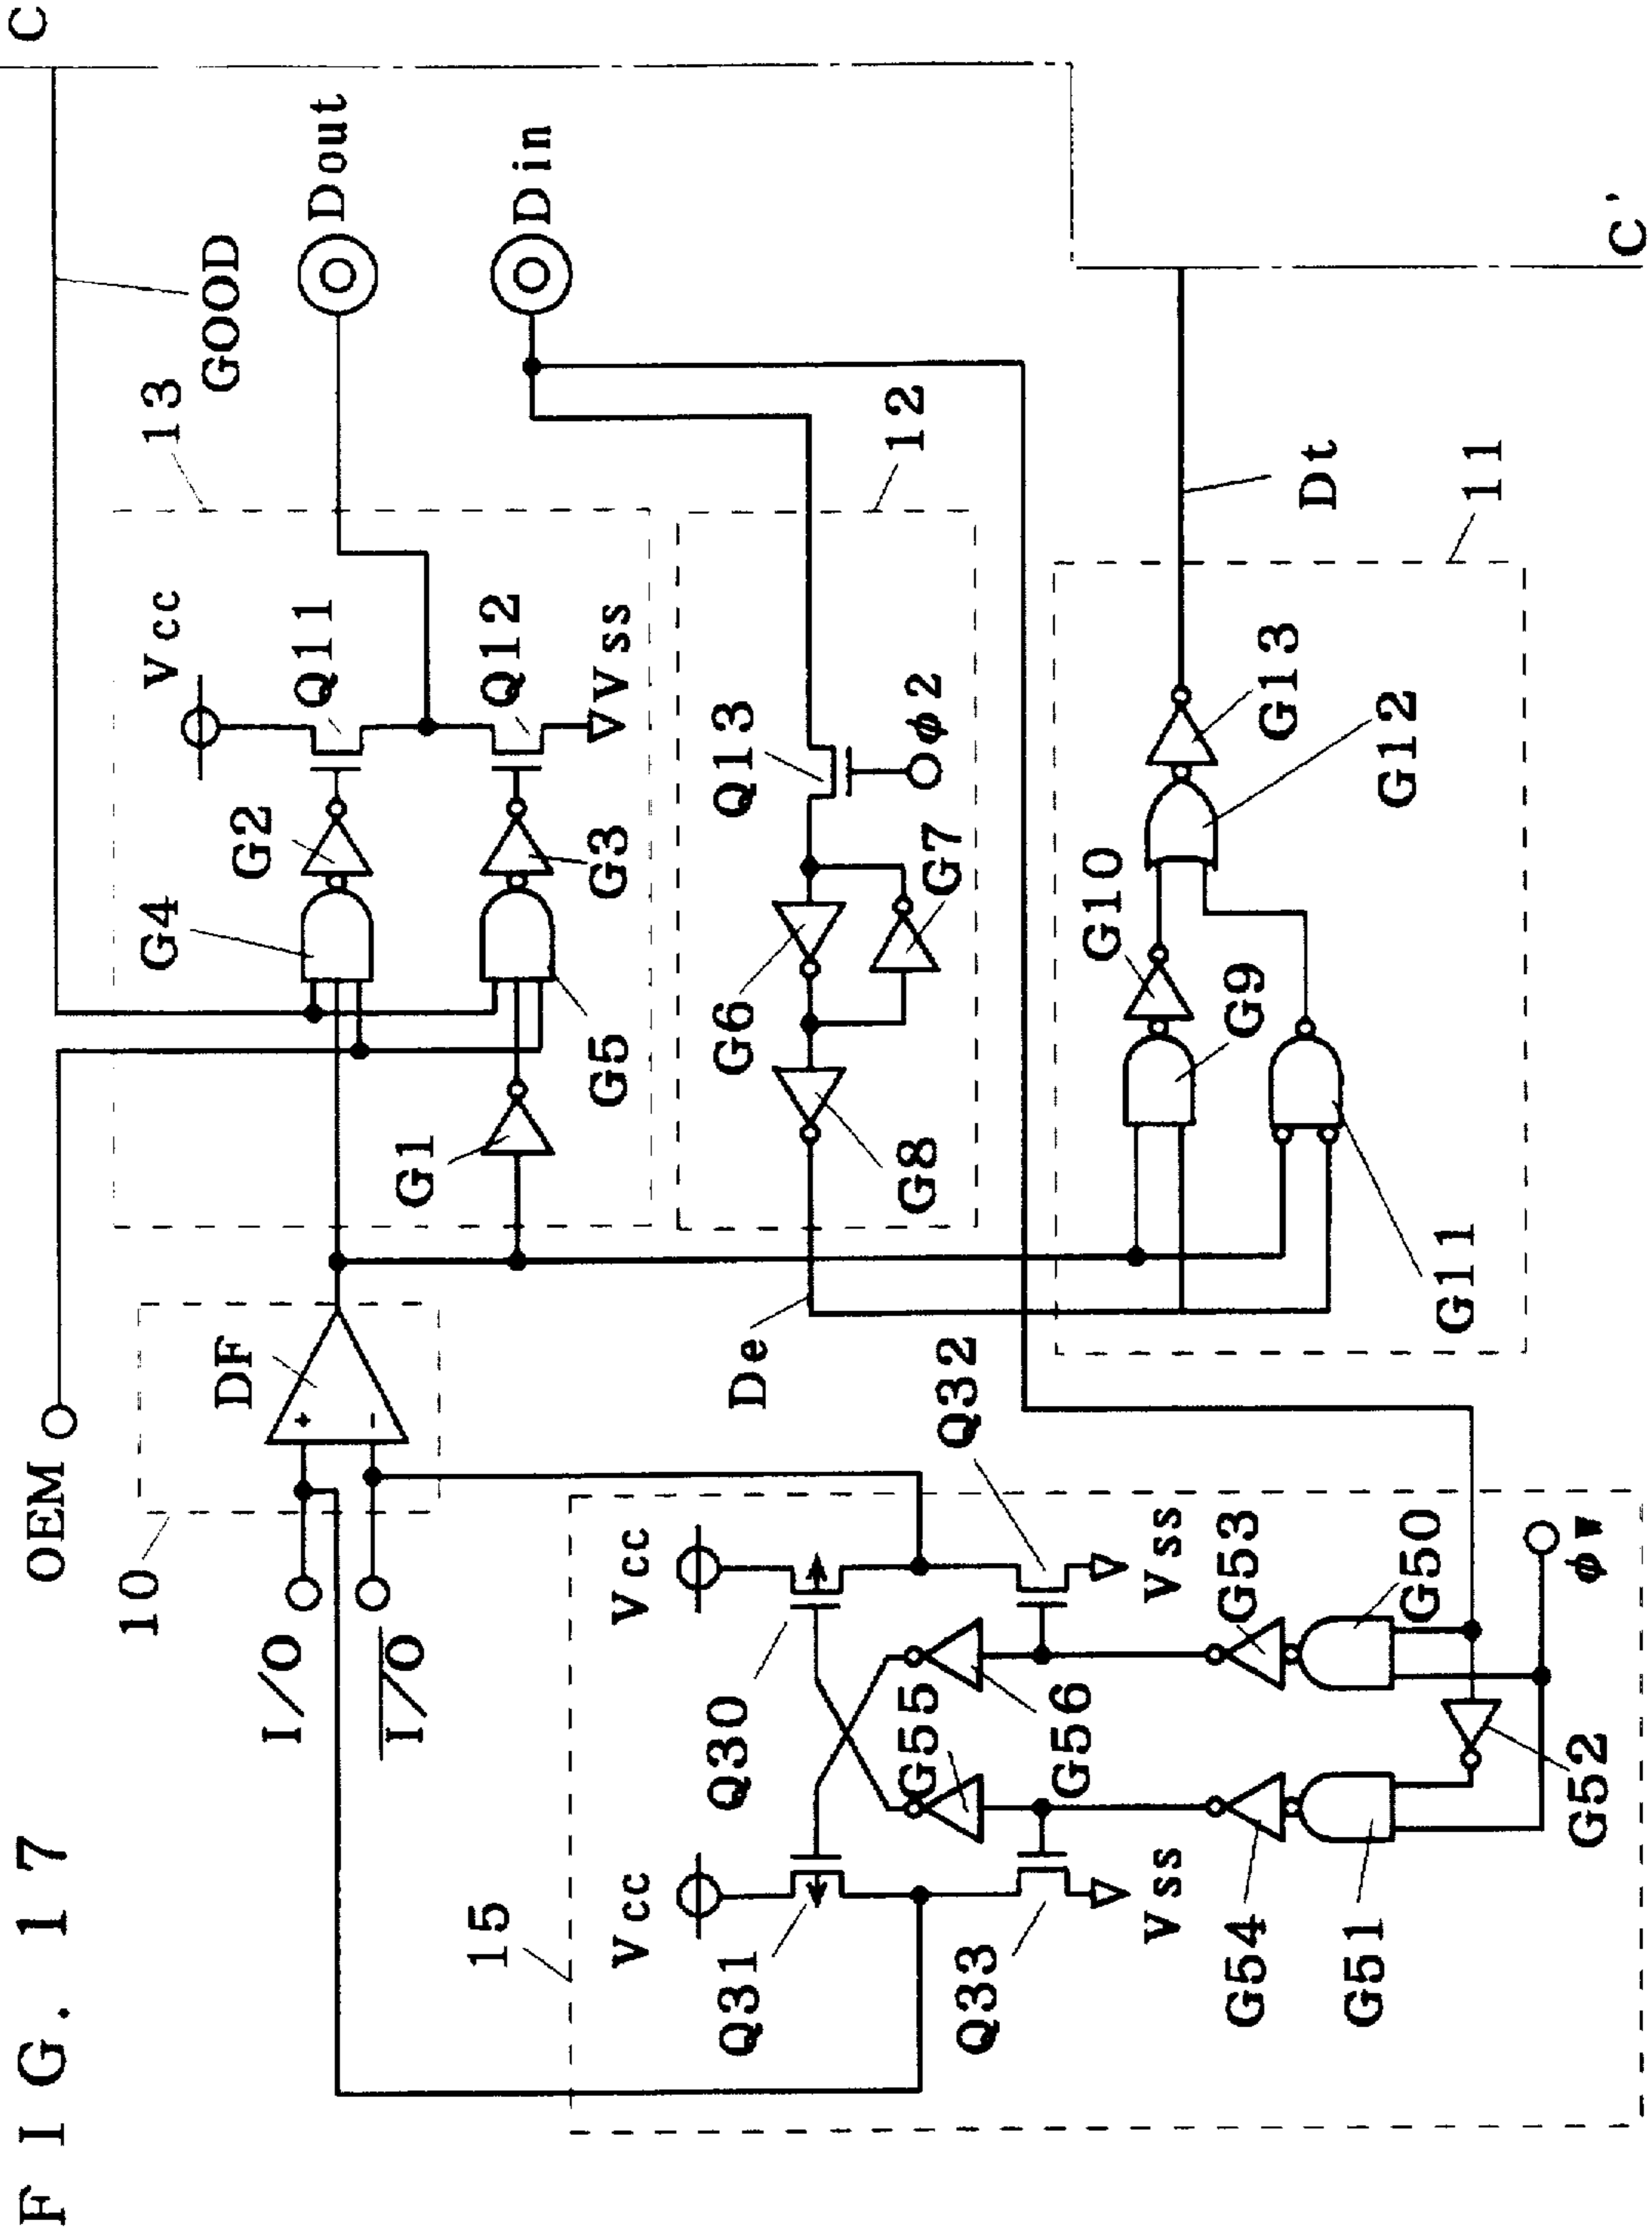 FIG. 17
C
OEM
GOOD
13
Dout
Din
Vcc
Q11
Q12
Vss
G2
G4
G3
G5
G1
10
DF
+
-
I/O
I/O
12
Q13
φ2
G6
G7
G8
De
Dt
11
G10
G9
G13
G12
G11
C'
15
Vcc
Vcc
Q30
Q31
Q32
Q33
Vss
Vss
G55
G56
G53
G54
G50
G51
G52
φW